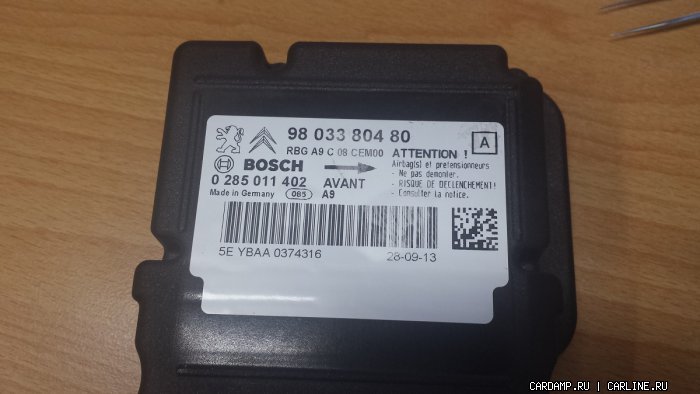 98 033 804 80
RBG A9 C 08 CEM00
A
BOSCH
0 285 011 402 AVANT
Made in Germany 065 A9
ATTENTION !
Airbag(s) et pretensionneurs
- Ne pas demonter.
- RISQUE DE DECLENCHEMENT!
- Consulter la notice.
5E YBAA 0374316
28-09-13
CARDAMP.RU | CARLINE.RU